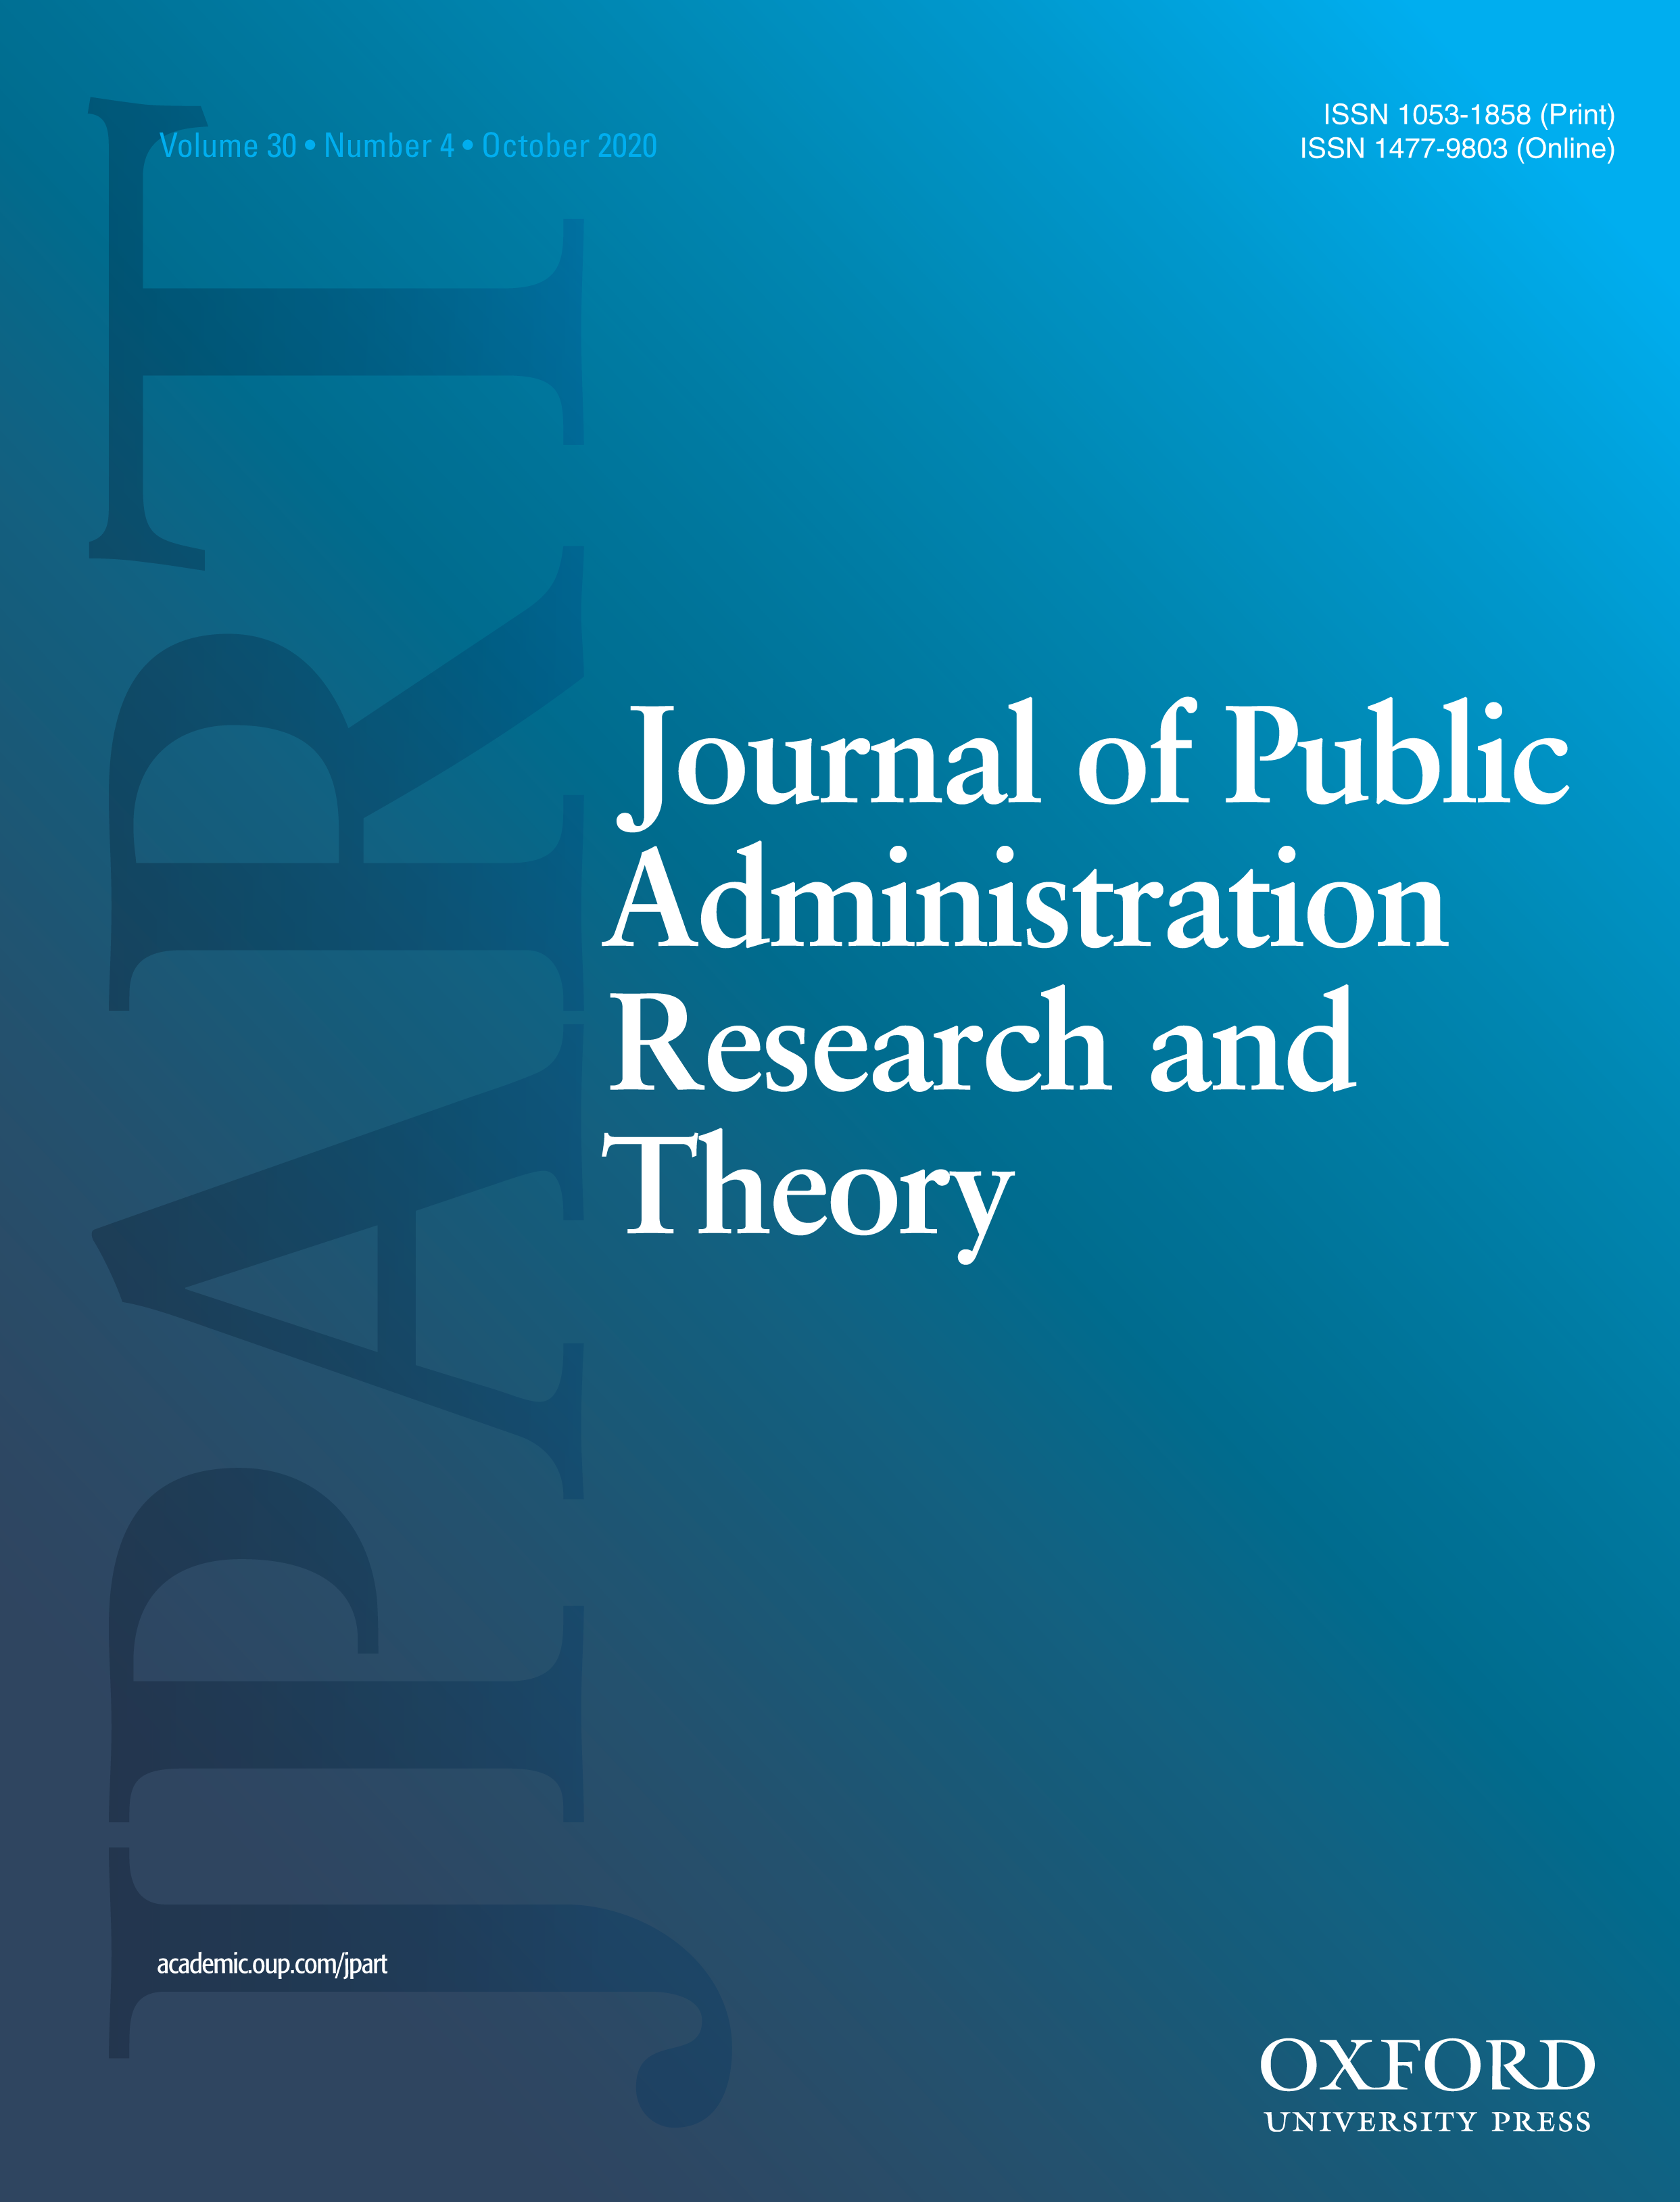 Volume 30 • Number 4 • October 2020
ISSN 1053-1858 (Print)
ISSN 1477-9803 (Online)
JPART
Journal of Public
Administration
Research and
Theory
academic.oup.com/jpart
OXFORD
UNIVERSITY PRESS